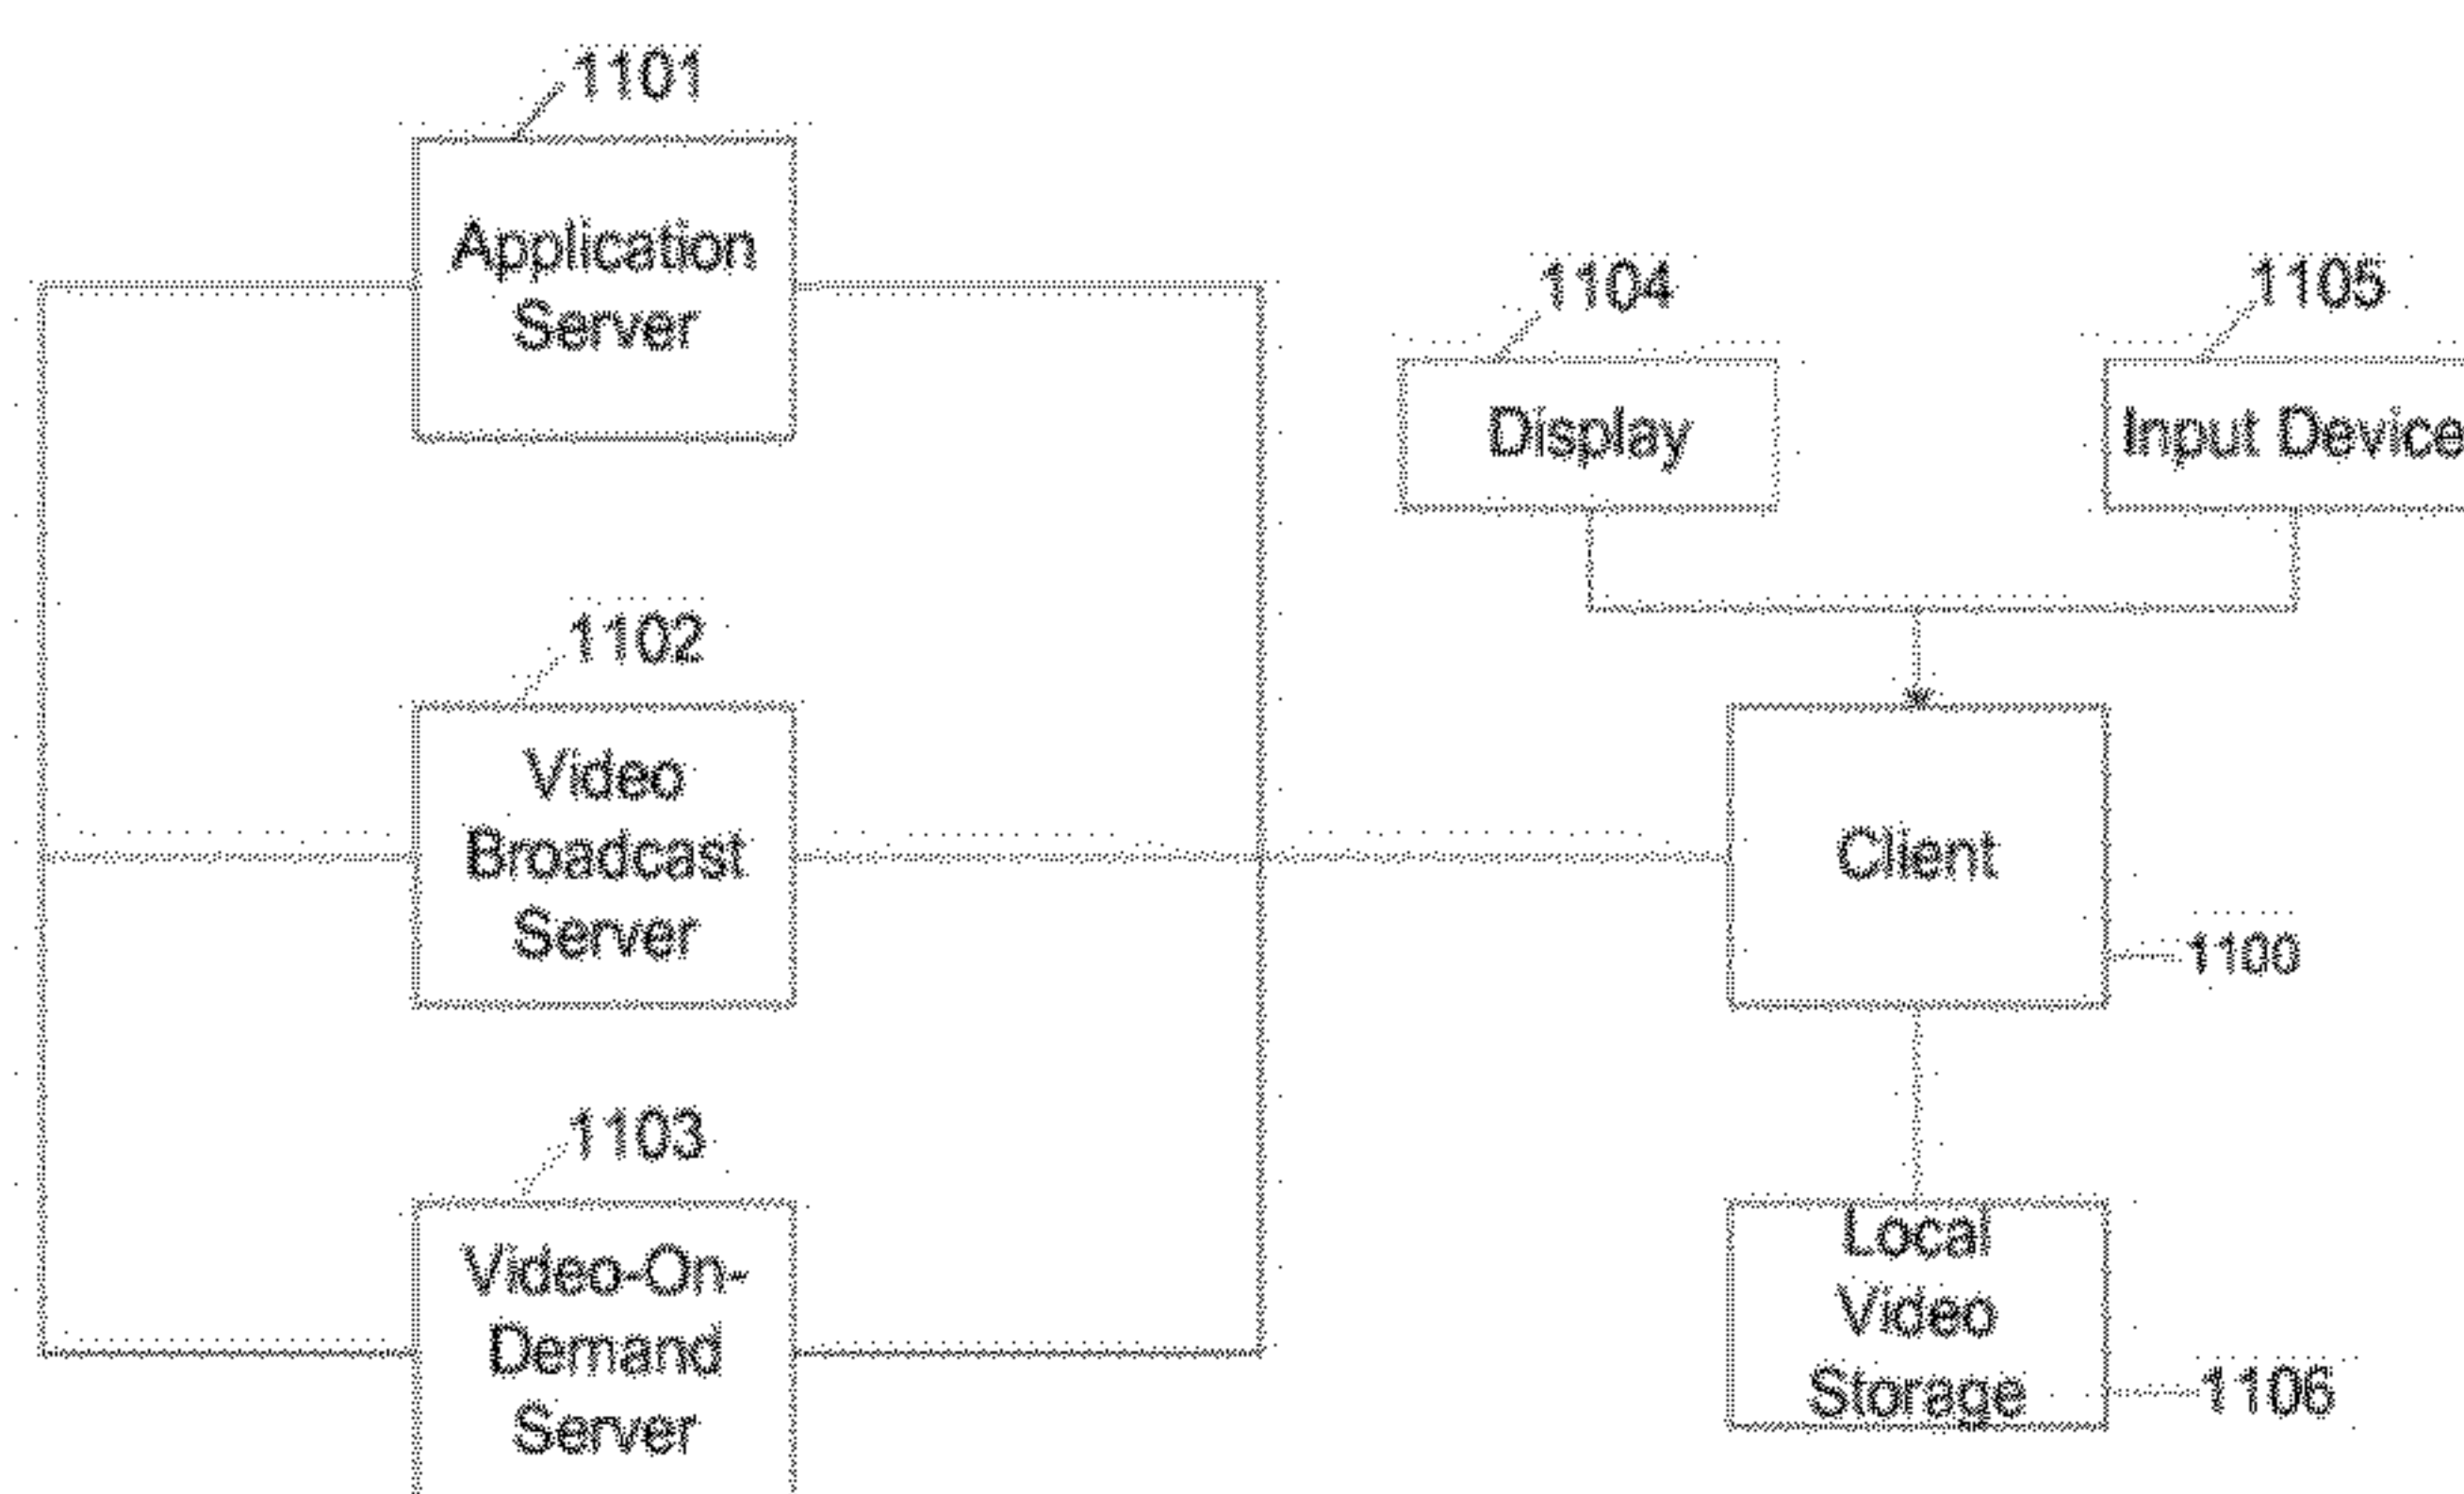 1101
Application
Server
1104
Display
1105
Input Device
1102
Video
Broadcast
Server
Client
1100
1103
Video-On-
Demand
Server
Local
Video
Storage
1106